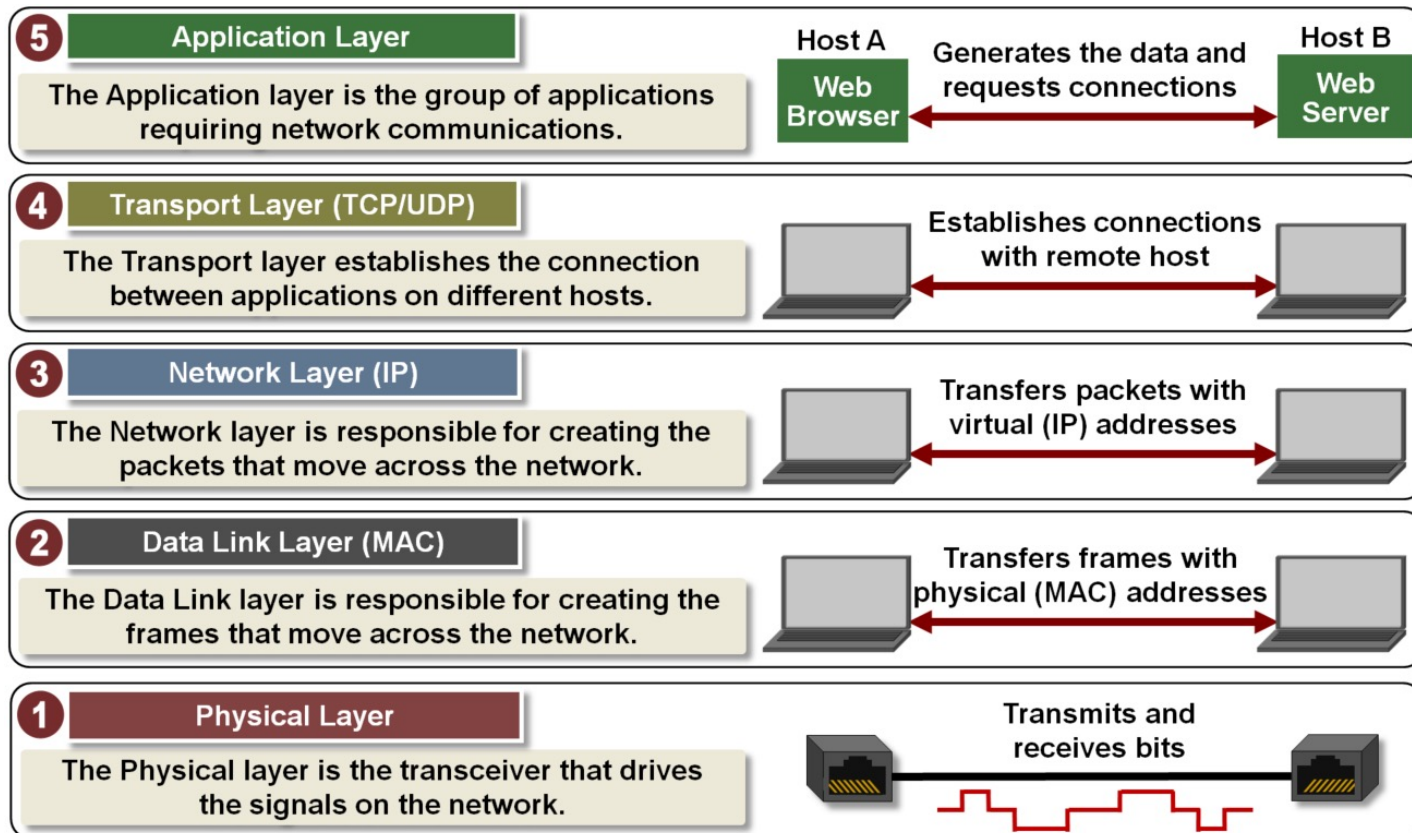 5
Application Layer
The Application layer is the group of applications
requiring network communications.
Host A
Web
Browser
Generates the data and
requests connections
Host B
Web
Server
4
Transport Layer (TCP/UDP)
The Transport layer establishes the connection
between applications on different hosts.
Establishes connections
with remote host
3
Network Layer (IP)
The Network layer is responsible for creating the
packets that move across the network.
Transfers packets with
virtual (IP) addresses
2
Data Link Layer (MAC)
The Data Link layer is responsible for creating the
frames that move across the network.
Transfers frames with
physical (MAC) addresses
1
Physical Layer
The Physical layer is the transceiver that drives
the signals on the network.
Transmits and
receives bits